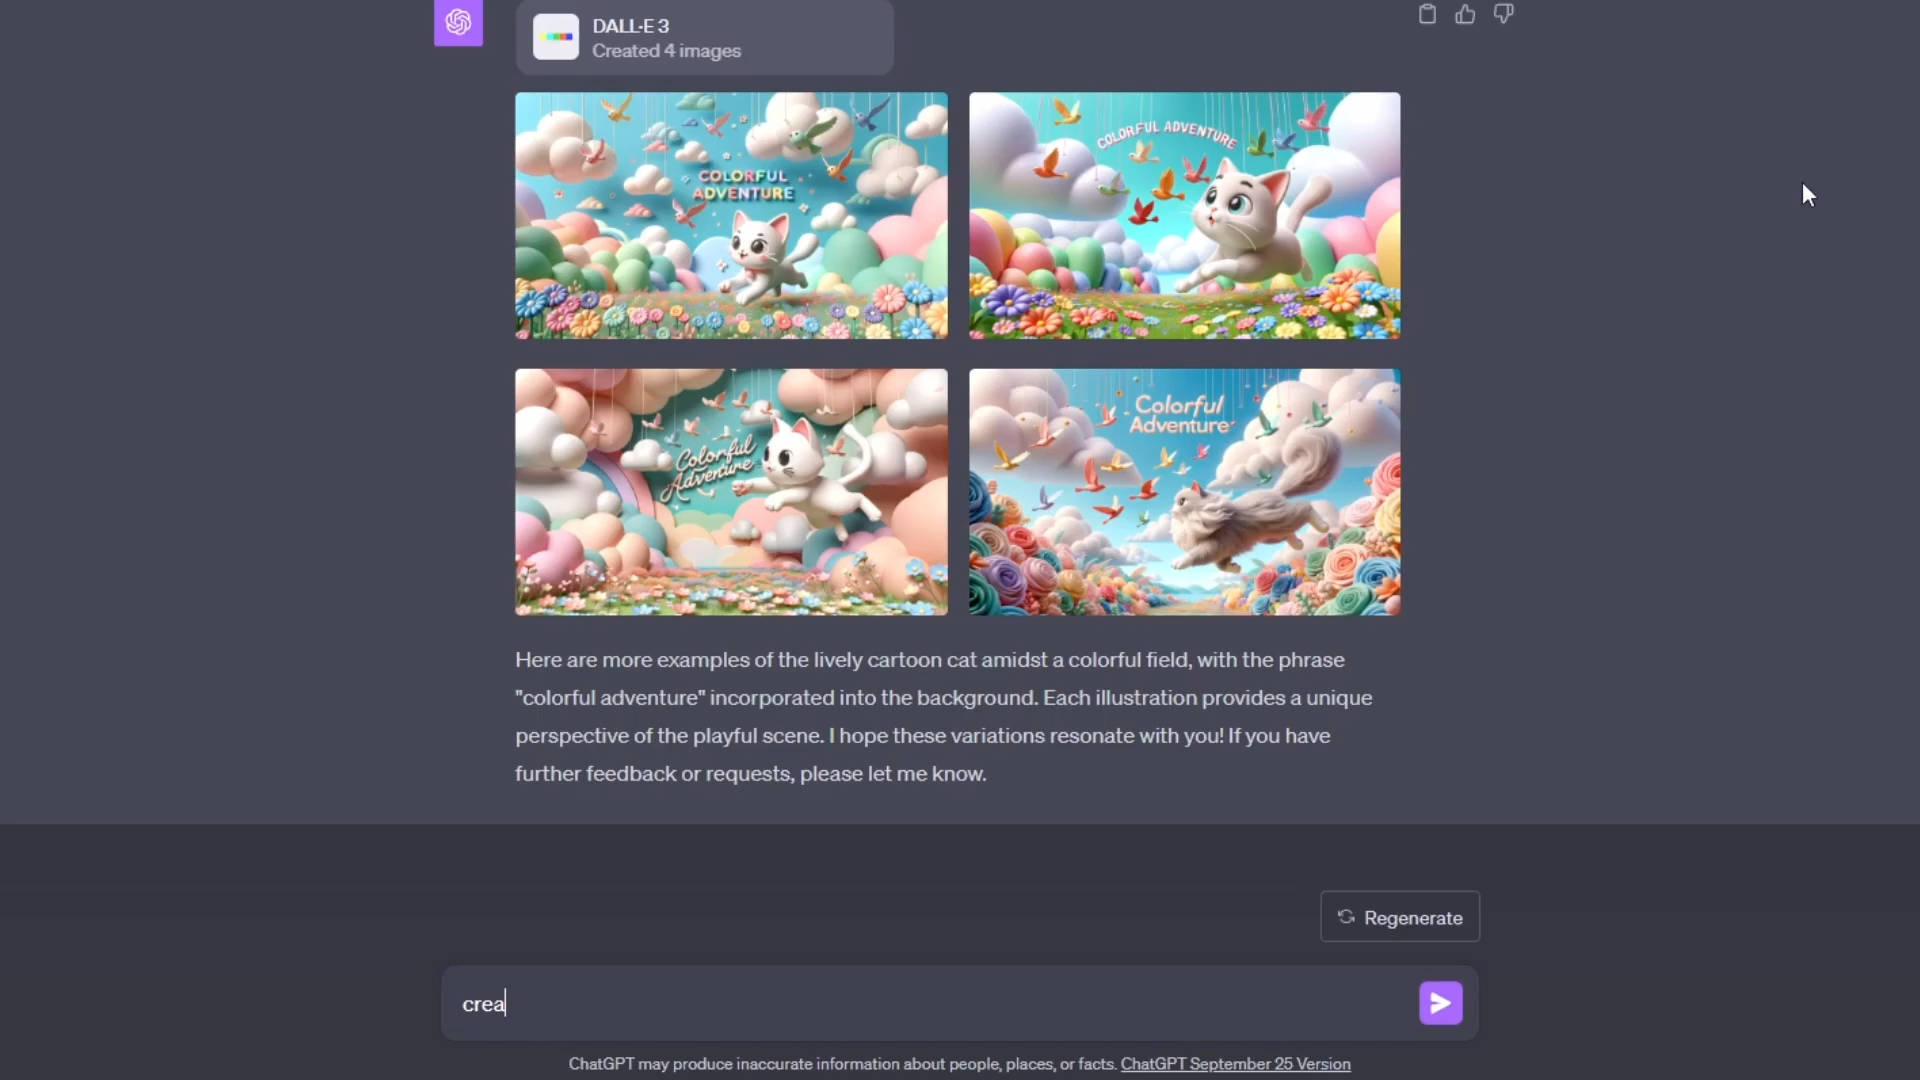 DALL·E 3
Created 4 images
COLORFUL
ADVENTURE
COLORFUL ADVENTURE
Colorful
Adventure
Colorful
Adventure
Here are more examples of the lively cartoon cat amidst a colorful field, with the phrase
"colorful adventure" incorporated into the background. Each illustration provides a unique
perspective of the playful scene. I hope these variations resonate with you! If you have
further feedback or requests, please let me know.
Regenerate
crea
ChatGPT may produce inaccurate information about people, places, or facts. ChatGPT September 25 Version